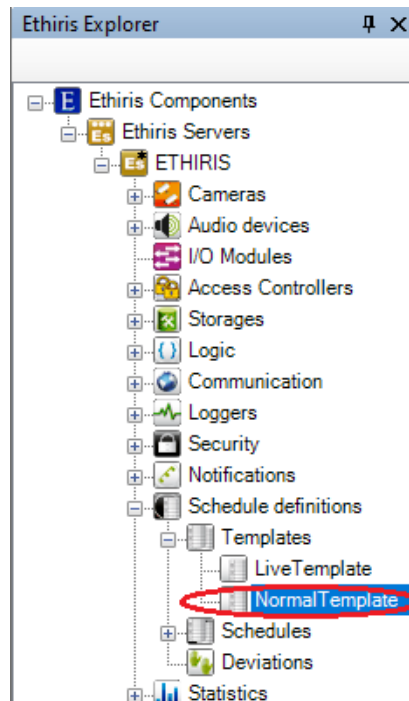 Ethiris Explorer
Ethiris Components
Ethiris Servers
ETHIRIS
Cameras
Audio devices
I/O Modules
Access Controllers
Storages
Logic
Communication
Loggers
Security
Notifications
Schedule definitions
Templates
LiveTemplate
NormalTemplate
Schedules
Deviations
Statistics